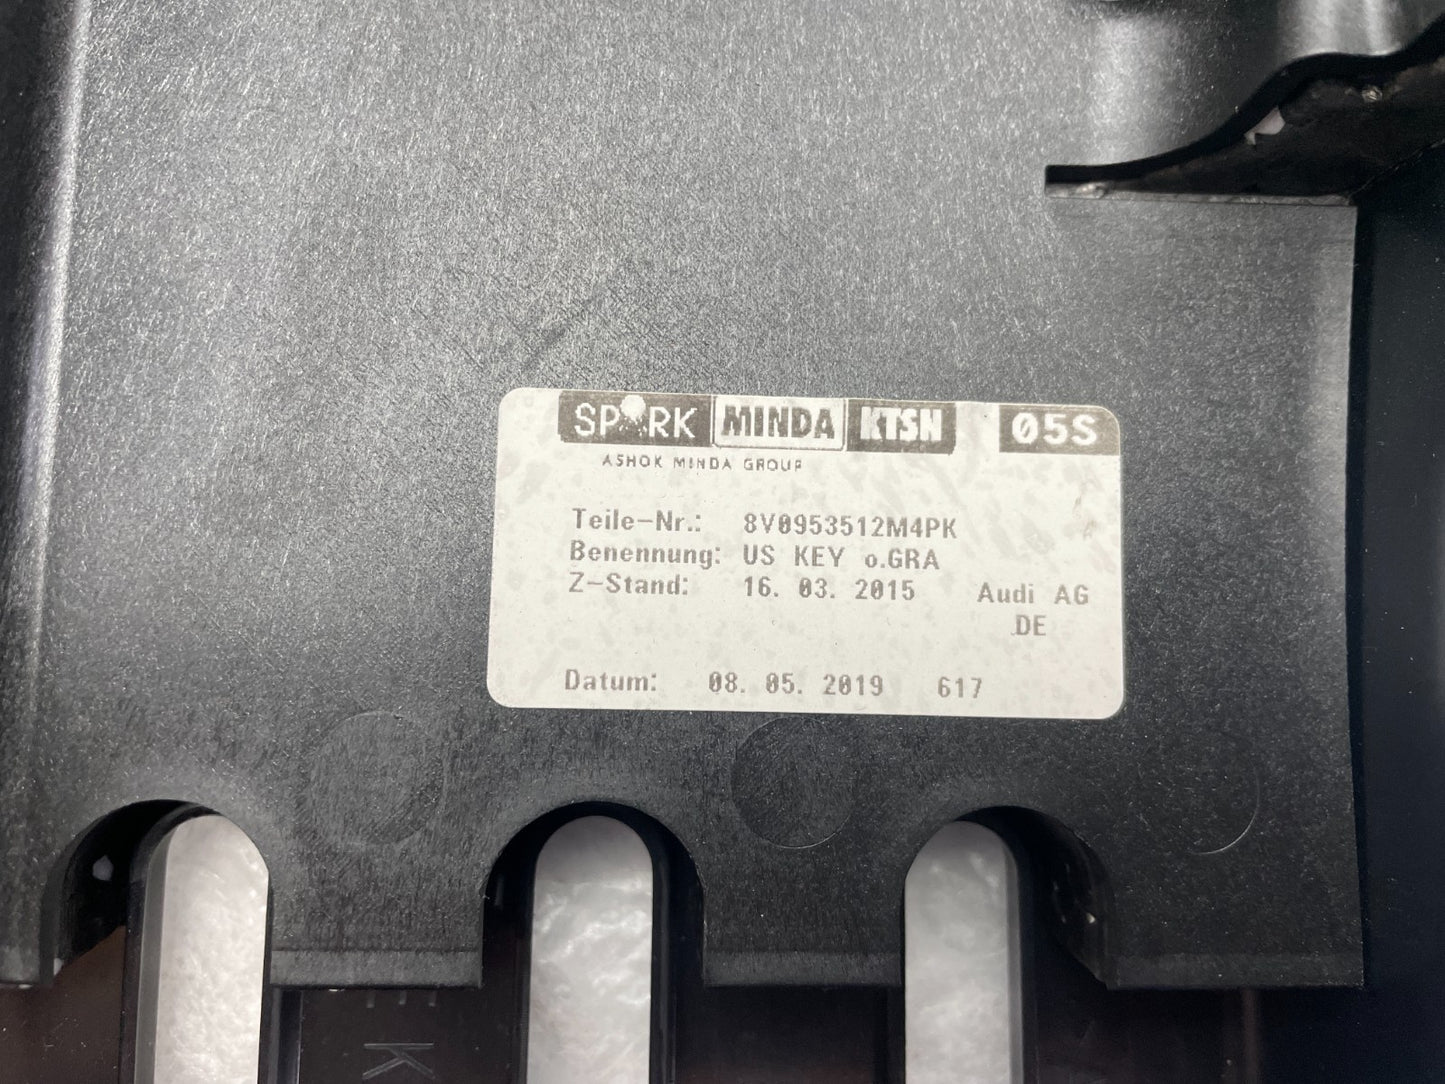 SPARK MINDA KTSN 05S
ASHOK MINDA GROUP
Teile-Nr.: 8V0953512M4PK
Benennung: US KEY o.GRA
Z-Stand: 16. 03. 2015 Audi AG
DE
Datum: 08. 05. 2019 617
K